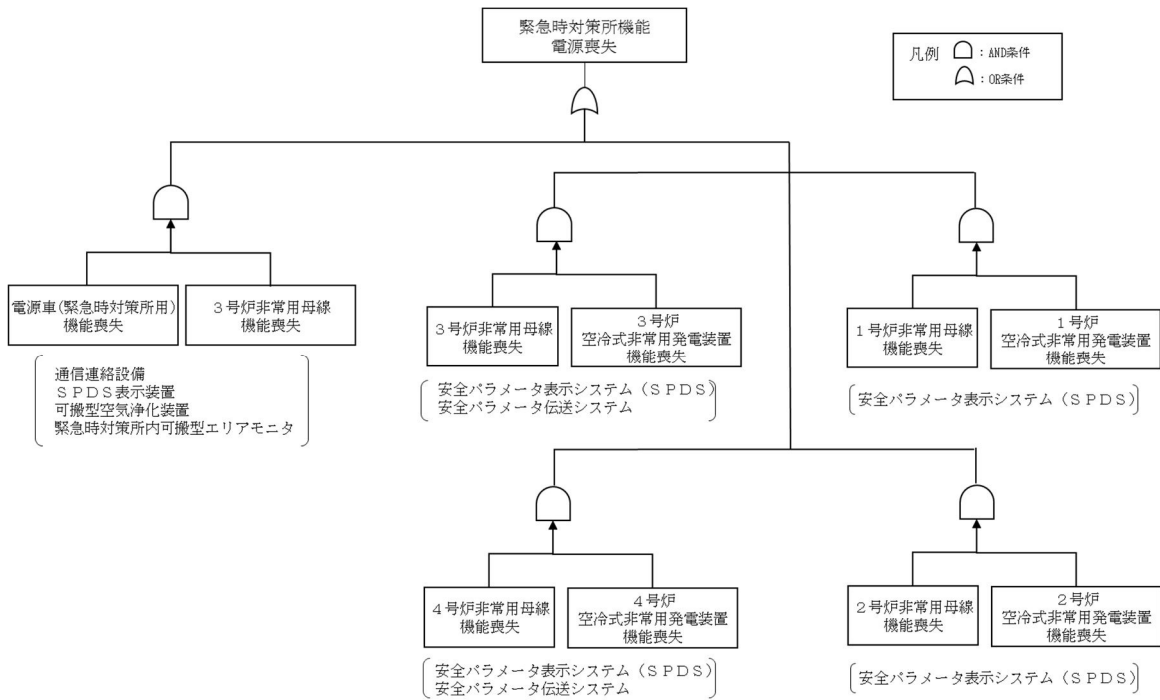 緊急時対策所機能
電源喪失
凡例 :AND条件
:OR条件
電源車(緊急時対策所用)
機能喪失
3号炉非常用母線
機能喪失
通信連絡設備
SPDS表示装置
可搬型空気浄化装置
緊急時対策所内可搬型エリアモニタ
3号炉非常用母線
機能喪失
3号炉
空冷式非常用発電装置
機能喪失
安全パラメータ表示システム(SPDS)
安全パラメータ伝送システム
1号炉非常用母線
機能喪失
1号炉
空冷式非常用発電装置
機能喪失
安全パラメータ表示システム(SPDS)
4号炉非常用母線
機能喪失
4号炉
空冷式非常用発電装置
機能喪失
安全パラメータ表示システム(SPDS)
安全パラメータ伝送システム
2号炉非常用母線
機能喪失
2号炉
空冷式非常用発電装置
機能喪失
安全パラメータ表示システム(SPDS)